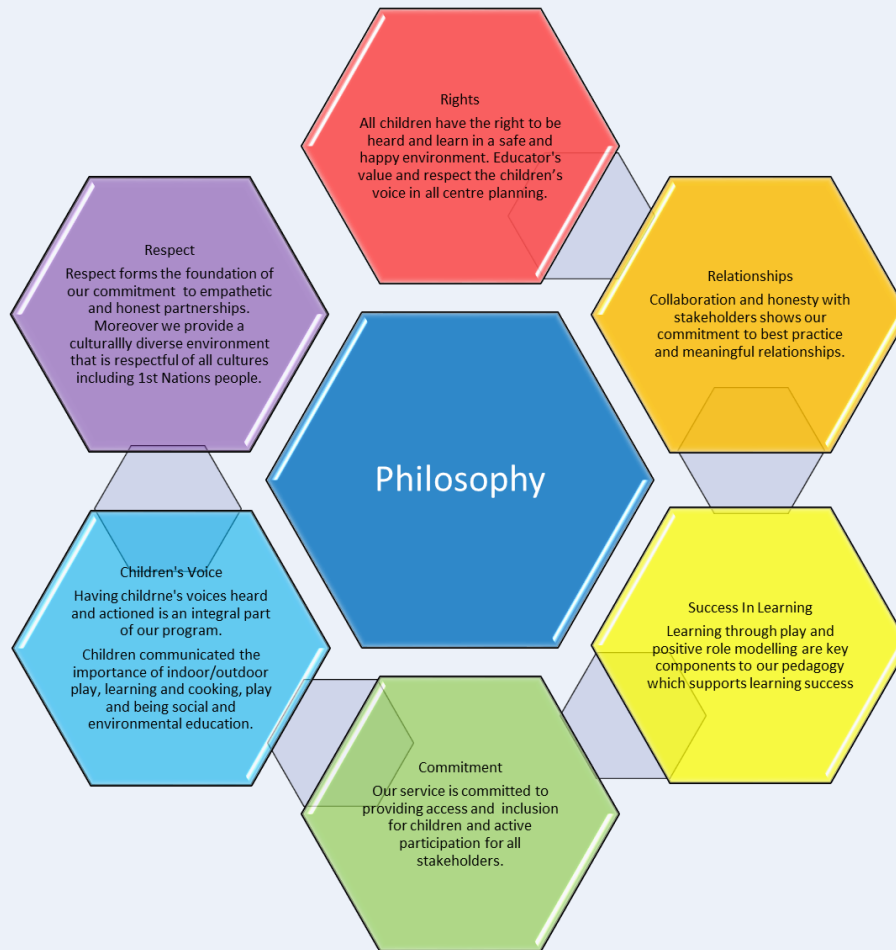 Rights
All children have the right to be
heard and learn in a safe and
happy environment. Educator's
value and respect the children’s
voice in all centre planning.
Relationships
Collaboration and honesty with
stakeholders shows our
commitment to best practice
and meaningful relationships.
Success In Learning
Learning through play and
positive role modelling are key
components to our pedagogy
which supports learning success
Commitment
Our service is committed to
providing access and inclusion
for children and active
participation for all
stakeholders.
Children's Voice
Having childrne's voices heard
and actioned is an integral part
of our program.
Children communicated the
importance of indoor/outdoor
play, learning and cooking, play
and being social and
environmental education.
Respect
Respect forms the foundation of
our commitment to empathetic
and honest partnerships.
Moreover we provide a
culturallly diverse environment
that is respectful of all cultures
including 1st Nations people.
Philosophy